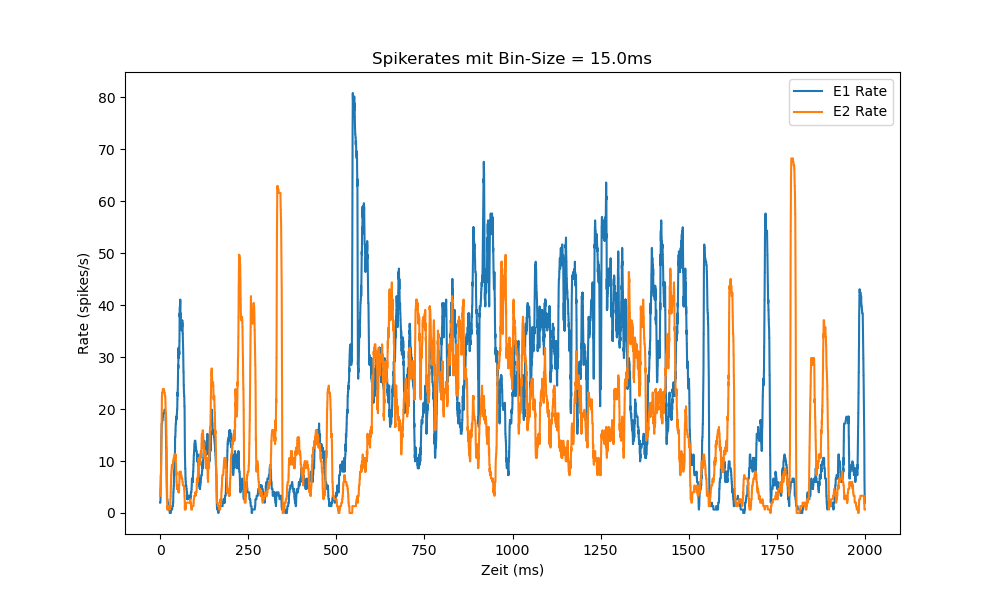 Spikerates mit Bin-Size = 15.0ms
E1 Rate
E2 Rate
80
70
60
50
40
30
20
10
0
Rate (spikes/s)
0 250 500 750 1000 1250 1500 1750 2000
Zeit (ms)